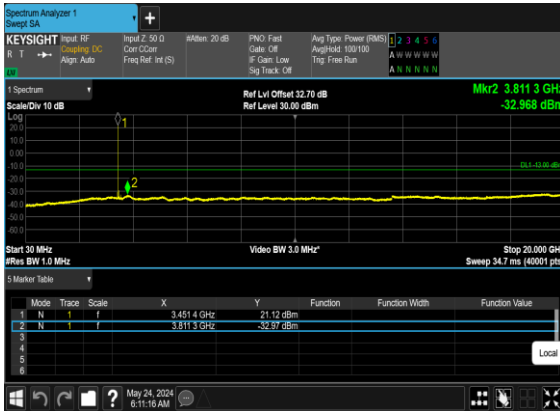 Spectrum Analyzer 1
Swept SA
+
KEYSIGHT
R T
Input: RF
Coupling: DC
Align: Auto
Input Z: 50 Ω
Corr CCorr
Freq Ref: Int (S)
#Atten: 20 dB
PNO: Fast
Gate: Off
IF Gain: Low
Sig Track: Off
Avg Type: Power (RMS)
Avg|Hold: 100/100
Trig: Free Run
1 2 3 4 5 6
A W W W W W
A N N N N N
1 Spectrum
Scale/Div 10 dB
Ref Lvl Offset 32.70 dB
Ref Level 30.00 dBm
Mkr2 3.811 3 GHz
-32.968 dBm
Log
20.0
10.0
0.00
-10.0
-20.0
-30.0
-40.0
-50.0
-60.0
1
2
DL1 -13.00 dBm
Start 30 MHz
#Res BW 1.0 MHz
Video BW 3.0 MHz*
Stop 20.000 GHz
Sweep 34.7 ms (40001 pts)
5 Marker Table
Mode Trace Scale X Y Function Function Width Function Value
1 N 1 f 3.451 4 GHz 21.12 dBm
2 N 1 f 3.811 3 GHz -32.97 dBm
3
4
5
6
Local
?
May 24, 2024
6:11:16 AM